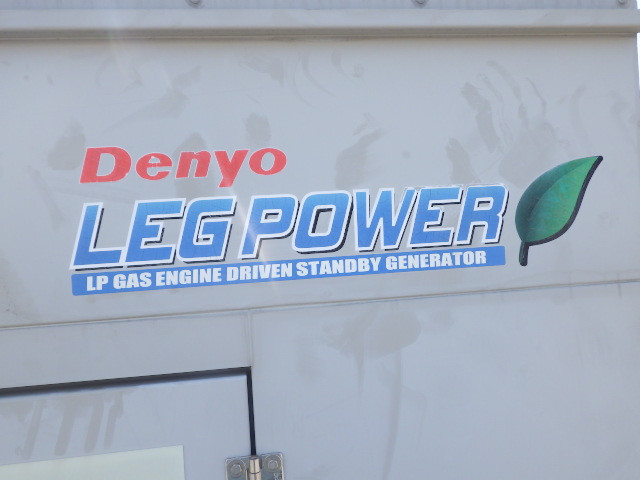 Denyo
LEG POWER
LP GAS ENGINE DRIVEN STANDBY GENERATOR